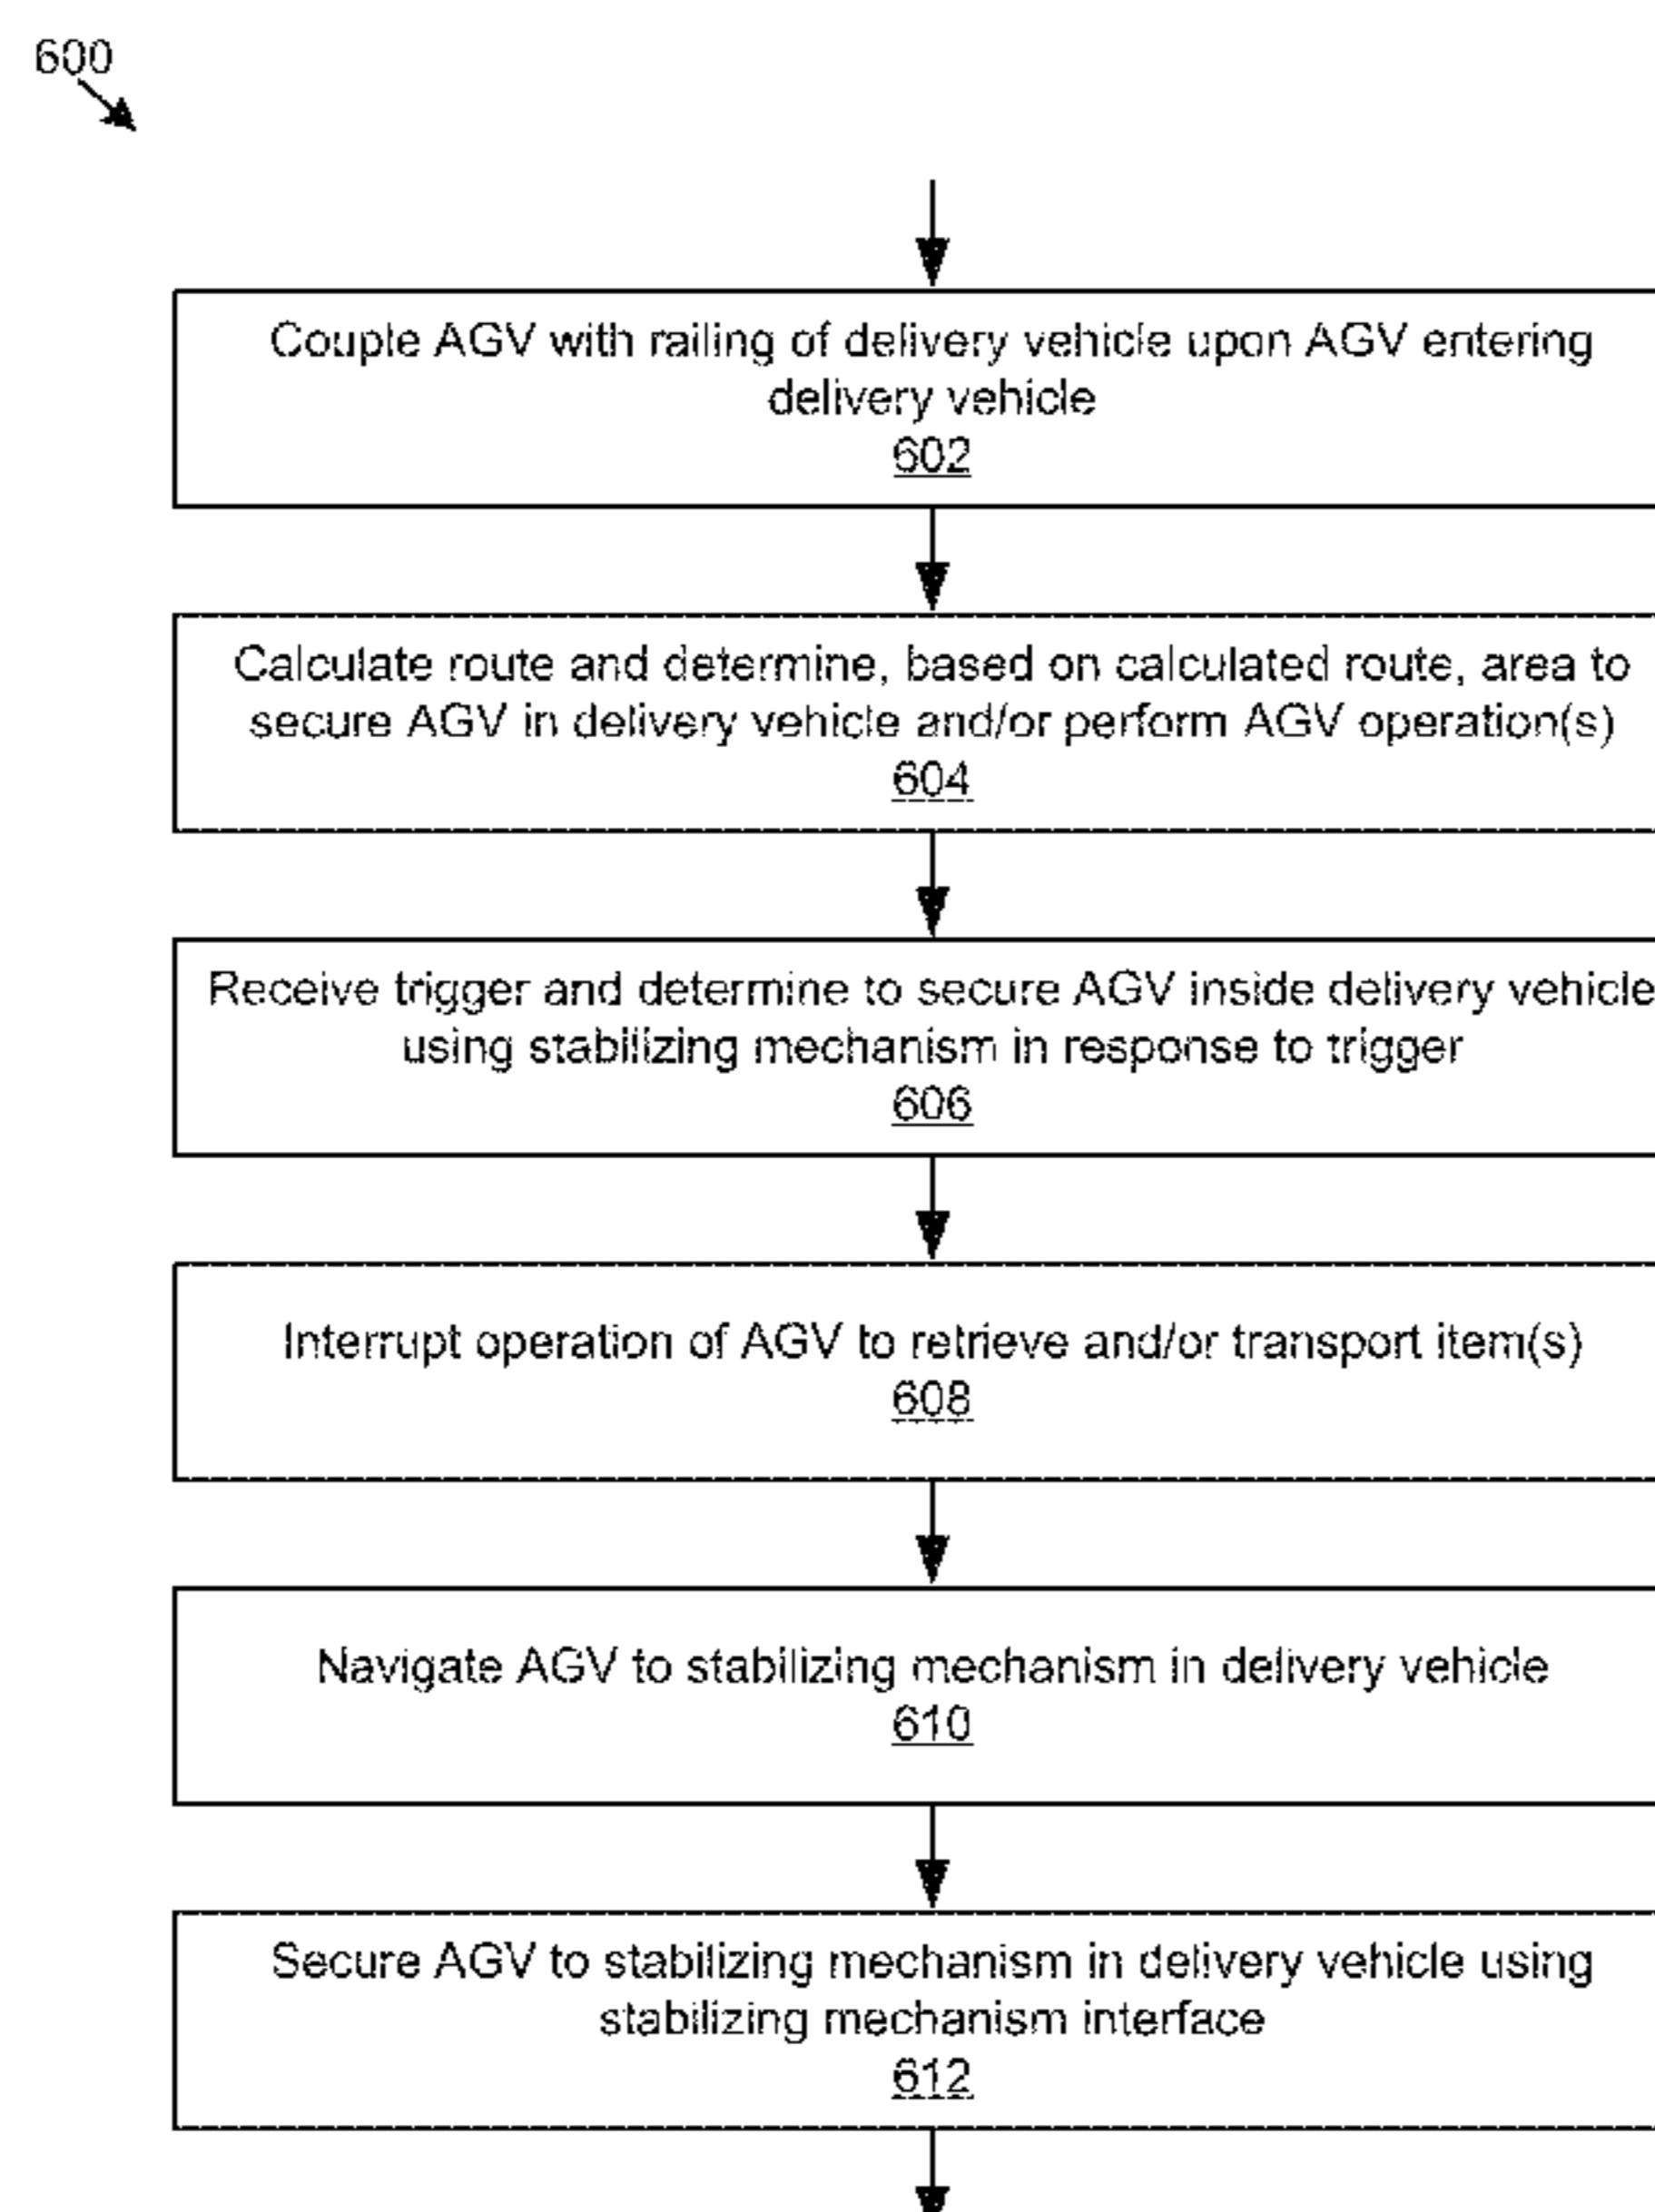 600
Couple AGV with railing of delivery vehicle upon AGV entering
delivery vehicle
602
Calculate route and determine, based on calculated route, area to
secure AGV in delivery vehicle and/or perform AGV operation(s)
604
Receive trigger and determine to secure AGV inside delivery vehicle
using stabilizing mechanism in response to trigger
606
Interrupt operation of AGV to retrieve and/or transport item(s)
608
Navigate AGV to stabilizing mechanism in delivery vehicle
610
Secure AGV to stabilizing mechanism in delivery vehicle using
stabilizing mechanism interface
612